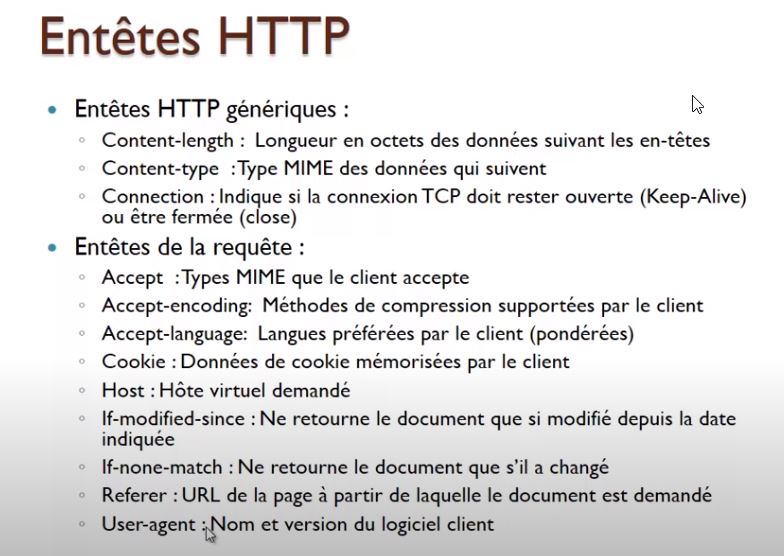 Entêtes HTTP
• Entêtes HTTP génériques :
◦ Content-length : Longueur en octets des données suivant les en-têtes
◦ Content-type :Type MIME des données qui suivent
◦ Connection : Indique si la connexion TCP doit rester ouverte (Keep-Alive)
ou être fermée (close)
• Entêtes de la requête :
◦ Accept :Types MIME que le client accepte
◦ Accept-encoding: Méthodes de compression supportées par le client
◦ Accept-language: Langues préférées par le client (pondérées)
◦ Cookie : Données de cookie mémorisées par le client
◦ Host : Hôte virtuel demandé
◦ If-modified-since : Ne retourne le document que si modifié depuis la date
indiquée
◦ If-none-match : Ne retourne le document que s'il a changé
◦ Referer : URL de la page à partir de laquelle le document est demandé
◦ User-agent : Nom et version du logiciel client